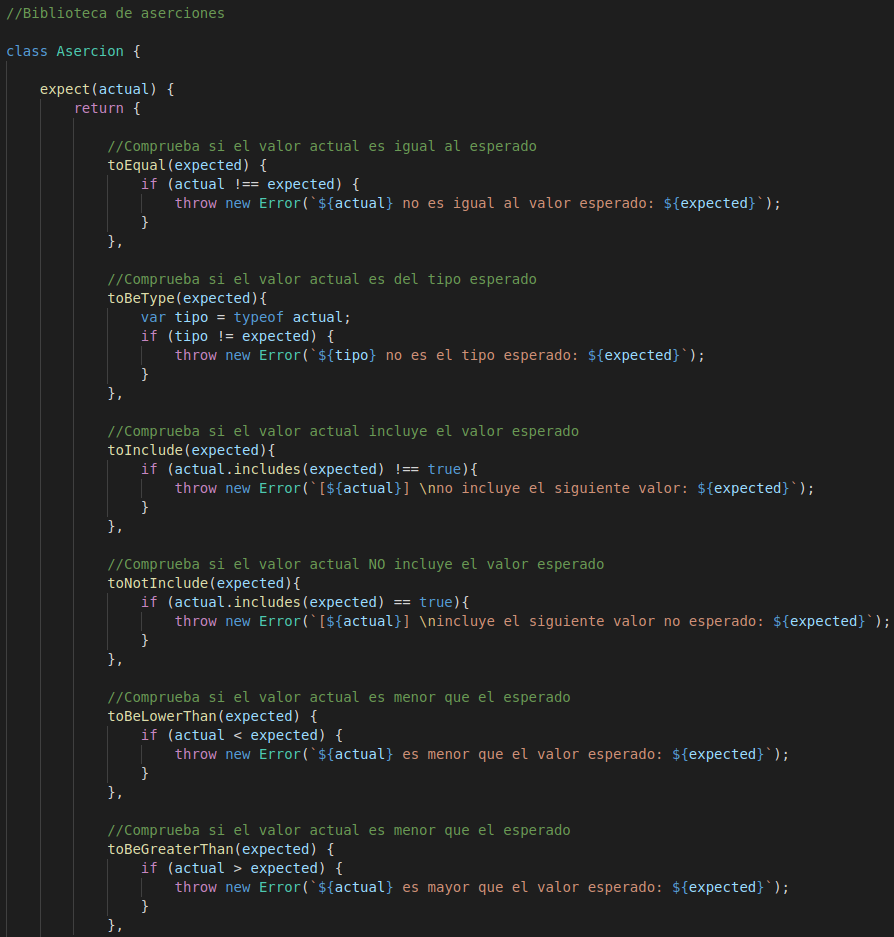 //Biblioteca de aserciones
class Asercion {
expect(actual) {
return {
//Comprueba si el valor actual es igual al esperado
toEqual(expected) {
if (actual !== expected) {
throw new Error(`${actual} no es igual al valor esperado: ${expected}`);
}
},
//Comprueba si el valor actual es del tipo esperado
toBeType(expected){
var tipo = typeof actual;
if (tipo != expected) {
throw new Error(`${tipo} no es el tipo esperado: ${expected}`);
}
},
//Comprueba si el valor actual incluye el valor esperado
toInclude(expected){
if (actual.includes(expected) !== true){
throw new Error(`[${actual}] \nno incluye el siguiente valor: ${expected}`);
}
},
//Comprueba si el valor actual NO incluye el valor esperado
toNotInclude(expected){
if (actual.includes(expected) == true){
throw new Error(`[${actual}] \nincluye el siguiente valor no esperado: ${expected}`);
}
},
//Comprueba si el valor actual es menor que el esperado
toBeLowerThan(expected) {
if (actual < expected) {
throw new Error(`${actual} es menor que el valor esperado: ${expected}`);
}
},
//Comprueba si el valor actual es menor que el esperado
toBeGreaterThan(expected) {
if (actual > expected) {
throw new Error(`${actual} es mayor que el valor esperado: ${expected}`);
}
},